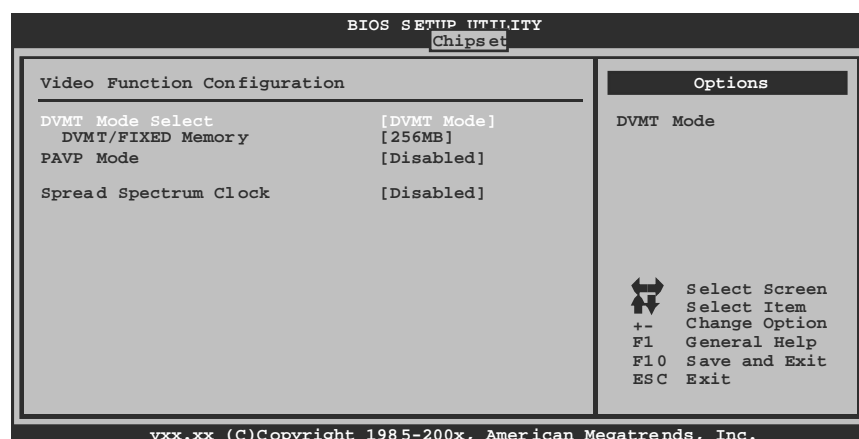 BIOS SETUP UTILITY
Chipset
Video Function Configuration
DVMT Mode Select [DVMT Mode]
DVMT/FIXED Memory [256MB]
PAVP Mode [Disabled]
Spread Spectrum Clock [Disabled]
Options
DVMT Mode
Select Screen
Select Item
+- Change Option
F1 General Help
F10 Save and Exit
ESC Exit
vxx.xx (C)Copyright 1985-200x, American Megatrends, Inc.